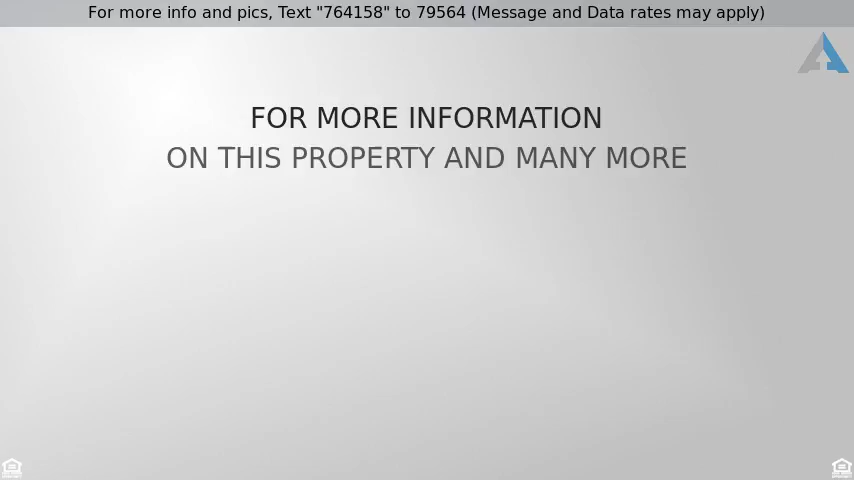 For more info and pics, Text "764158" to 79564 (Message and Data rates may apply)
FOR MORE INFORMATION
ON THIS PROPERTY AND MANY MORE